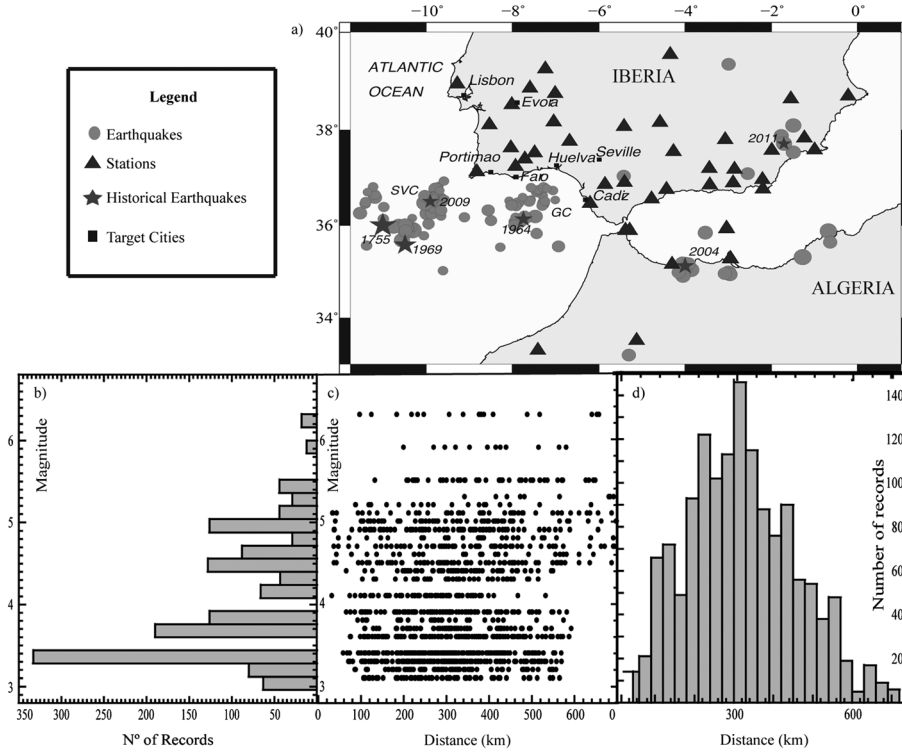 a)
−10° −8° −6° −4° −2° 0°
40°
38°
36°
34°
Legend
Earthquakes
Stations
Historical Earthquakes
Target Cities
ATLANTIC
OCEAN
IBERIA
Lisbon
Evora
2011
Portimao
Huelva
Seville
Faro
SVC
2009
GC
Cadiz
1964
1755
1969
2004
ALGERIA
b)
Magnitude
6
5
4
3
350 300 250 200 150 100 50 0
Nº of Records
c)
Magnitude
6
5
4
3
100 200 300 400 500 600
Distance (km)
d)
Number of records
140
120
100
80
60
40
20
0 300 600
Distance (km)